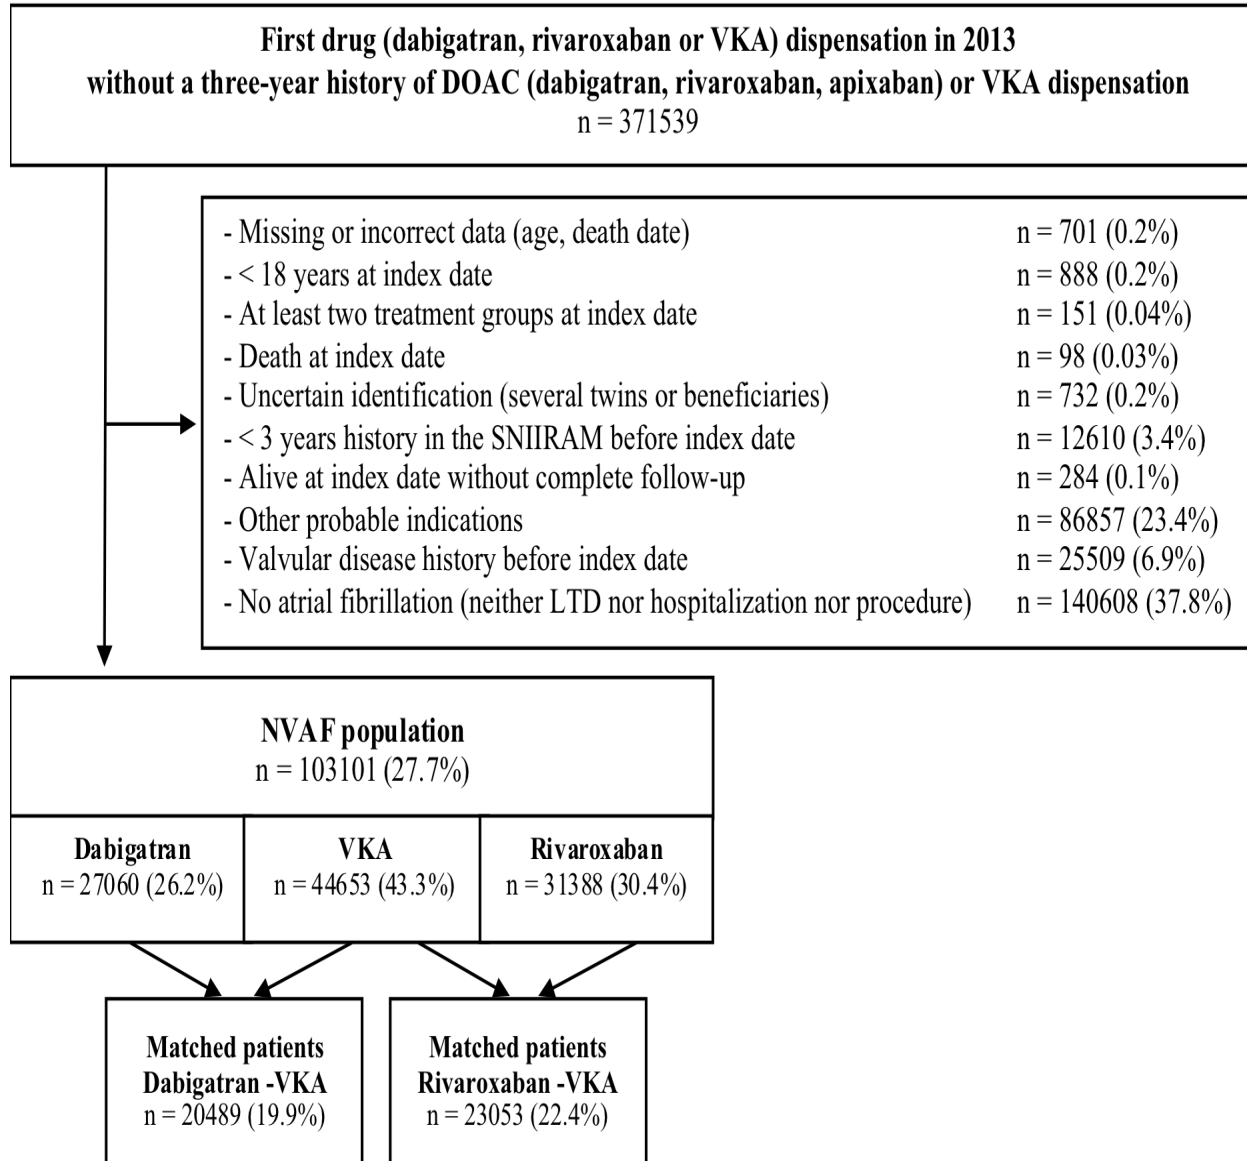 First drug (dabigatran, rivaroxaban or VKA) dispensation in 2013
without a three-year history of DOAC (dabigatran, rivaroxaban, apixaban) or VKA dispensation
n = 371539
- Missing or incorrect data (age, death date) n = 701 (0.2%)
- < 18 years at index date n = 888 (0.2%)
- At least two treatment groups at index date n = 151 (0.04%)
- Death at index date n = 98 (0.03%)
- Uncertain identification (several twins or beneficiaries) n = 732 (0.2%)
- < 3 years history in the SNIIRAM before index date n = 12610 (3.4%)
- Alive at index date without complete follow-up n = 284 (0.1%)
- Other probable indications n = 86857 (23.4%)
- Valvular disease history before index date n = 25509 (6.9%)
- No atrial fibrillation (neither LTD nor hospitalization nor procedure) n = 140608 (37.8%)
NVAF population
n = 103101 (27.7%)
Dabigatran
n = 27060 (26.2%)
VKA
n = 44653 (43.3%)
Rivaroxaban
n = 31388 (30.4%)
Matched patients
Dabigatran -VKA
n = 20489 (19.9%)
Matched patients
Rivaroxaban -VKA
n = 23053 (22.4%)